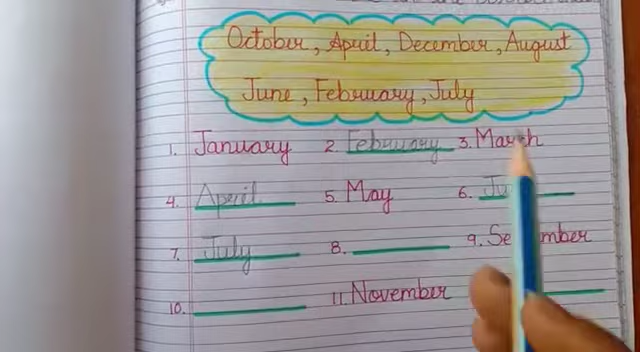 October, April, December, August
June, February, July
1. January 2. February 3. March
4. April 5. May 6.
7. July 8. 9.
10. 11. November